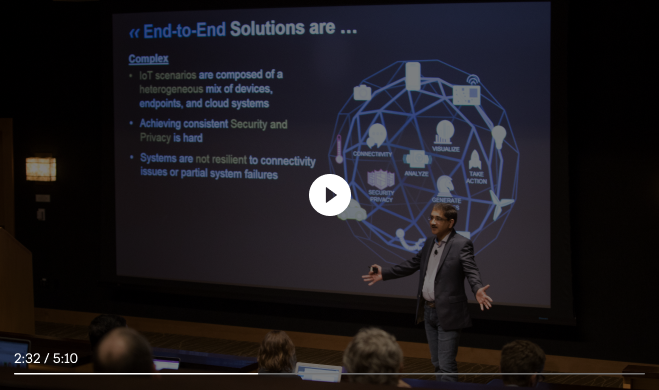 ‹‹ End-to-End Solutions are ...
Complex
• IoT scenarios are composed of a
heterogeneous mix of devices,
endpoints, and cloud systems
• Achieving consistent Security and
Privacy is hard
• Systems are not resilient to connectivity
issues or partial system failures
CONNECTIVITY
VISUALIZE
ANALYZE
TAKE
ACTION
SECURITY
PRIVACY
GENERATE
2:32 / 5:10